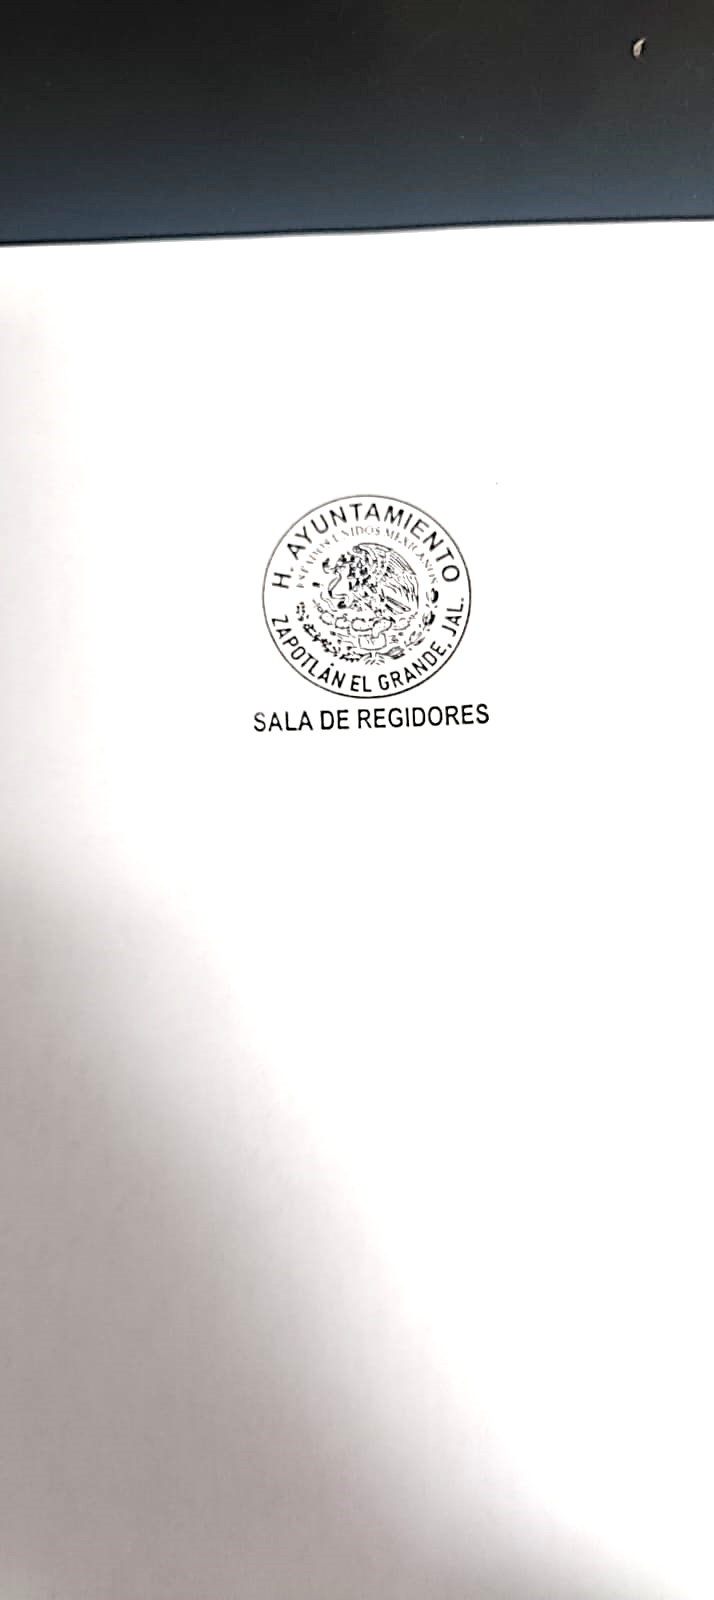 H. AYUNTAMIENTO
ESTADOS UNIDOS MEXICANOS
ZAPOTLÁN EL GRANDE, JAL.
SALA DE REGIDORES